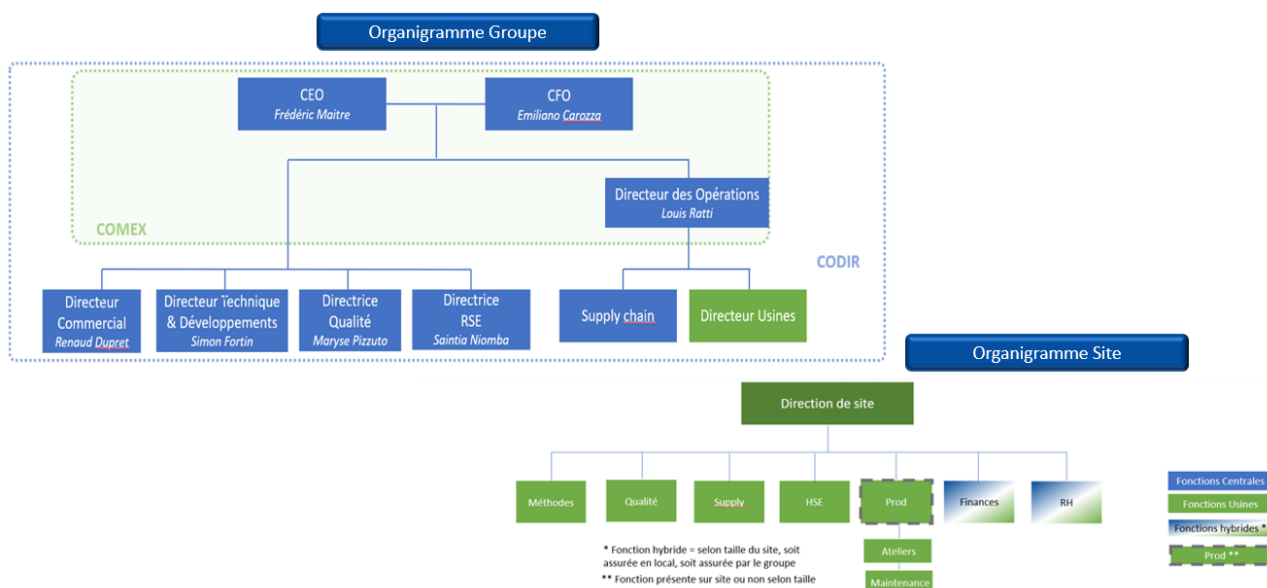 Organigramme Groupe
CEO
Frédéric Maitre
CFO
Emiliano Carozza
Directeur des Opérations
Louis Ratti
COMEX
CODIR
Directeur
Commercial
Renaud Dupret
Directeur Technique
& Développements
Simon Fortin
Directrice
Qualité
Maryse Pizzuto
Directrice
RSE
Saintia Niomba
Supply chain
Directeur Usines
Organigramme Site
Direction de site
Méthodes
Qualité
Supply
HSE
Prod
Finances
RH
Ateliers
Maintenance
* Fonction hybride = selon taille du site, soit
assurée en local, soit assurée par le groupe
** Fonction présente sur site ou non selon taille
Fonctions Centrales
Fonctions Usines
Fonctions hybrides *
Prod **